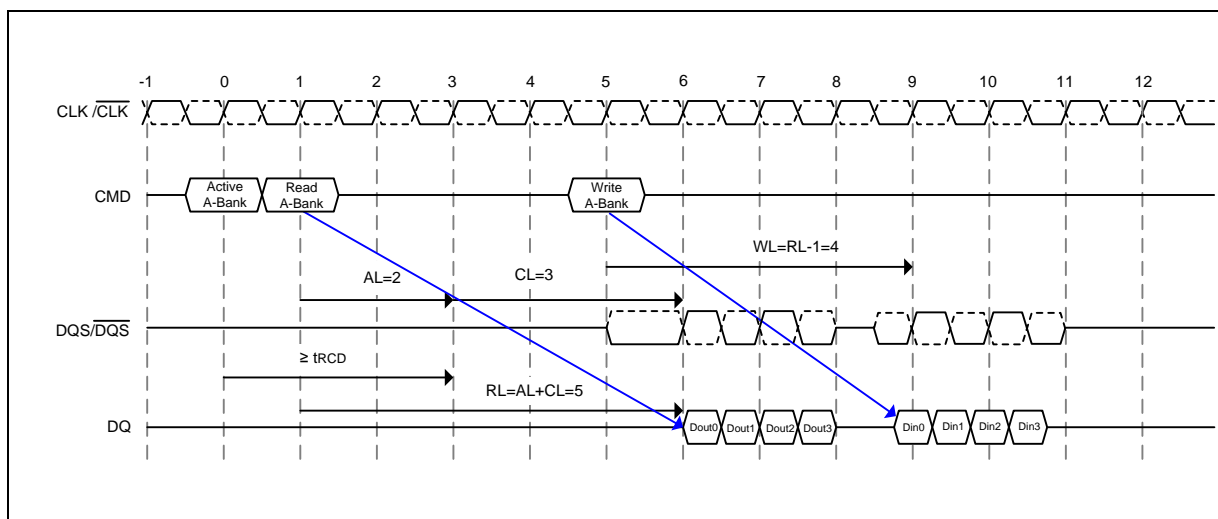 -1 0 1 2 3 4 5 6 7 8 9 10 11 12
CLK /CLK
CMD
Active
A-Bank
Read
A-Bank
Write
A-Bank
WL=RL-1=4
AL=2
CL=3
DQS/DQS
≥ tRCD
RL=AL+CL=5
DQ
Dout0 Dout1 Dout2 Dout3
Din0 Din1 Din2 Din3